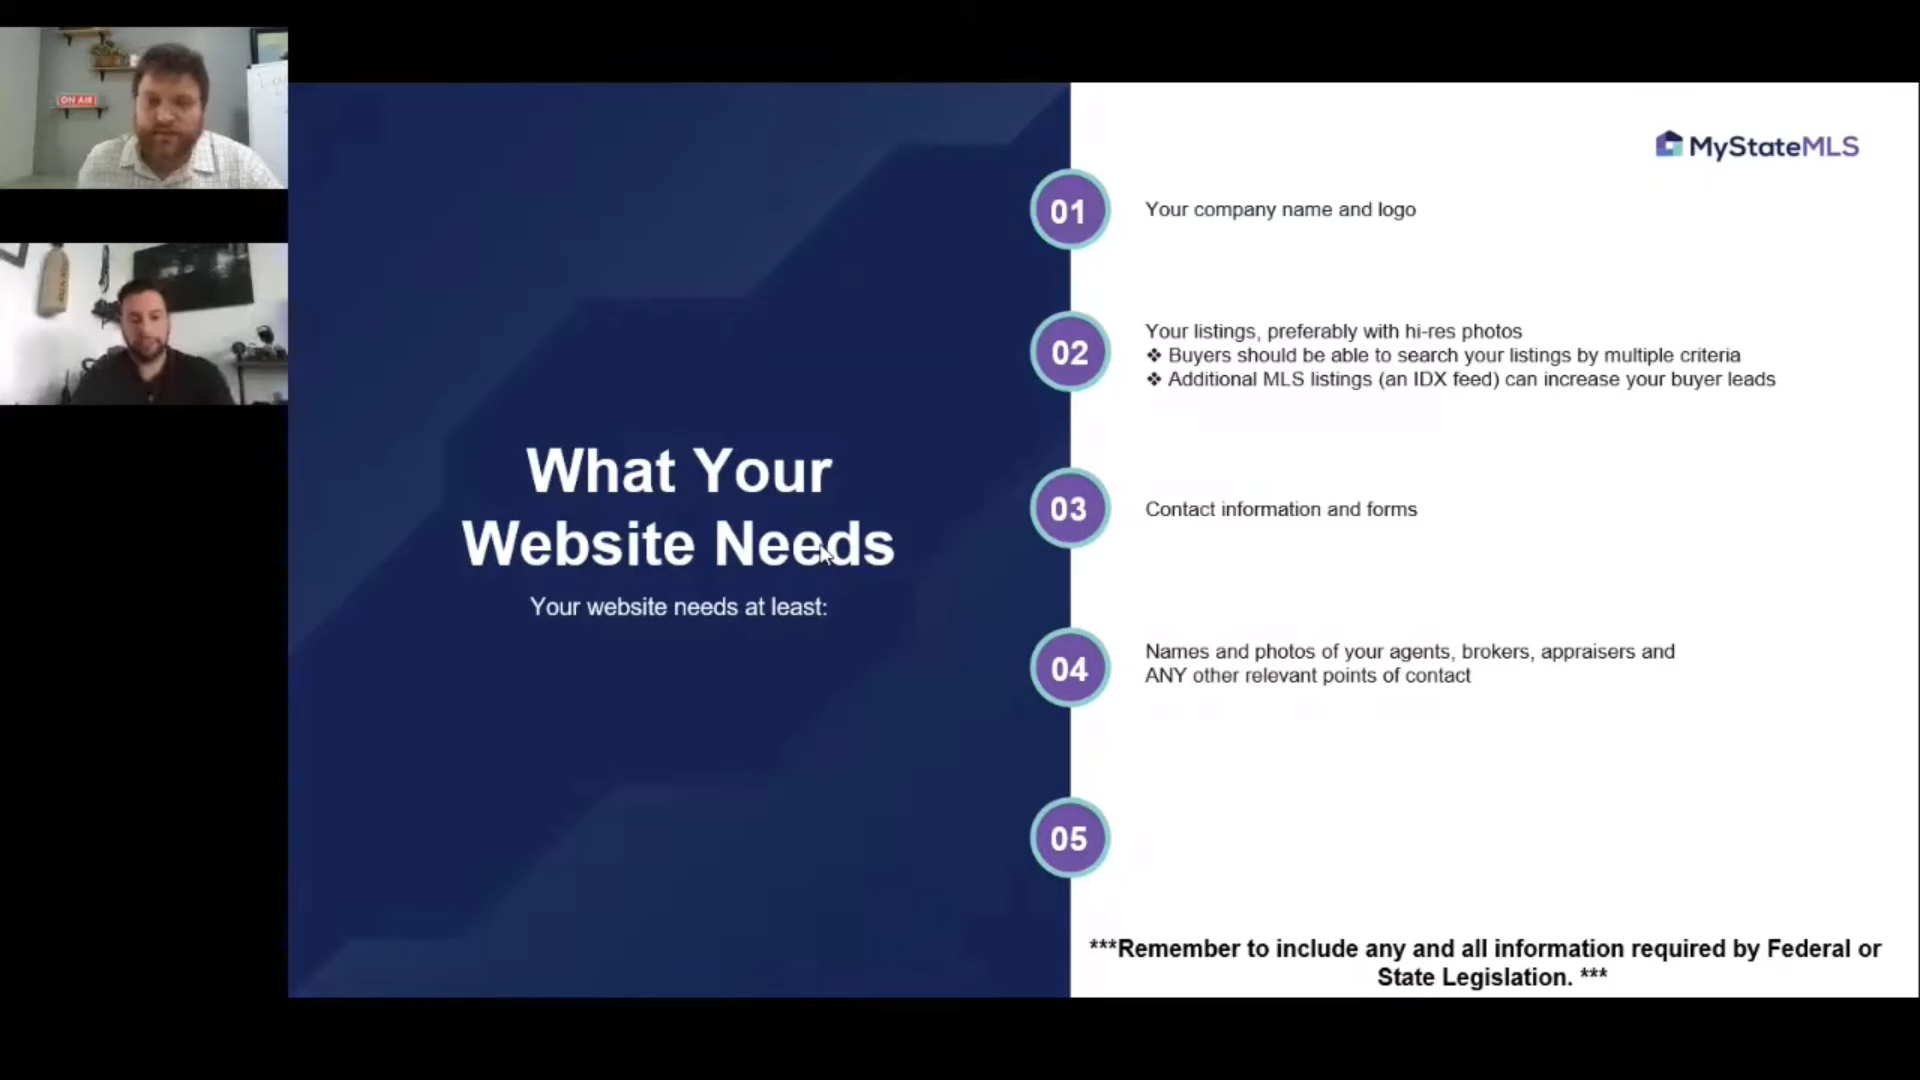 ON AIR
MyStateMLS
What Your
Website Needs
Your website needs at least:
01
Your company name and logo
02
Your listings, preferably with hi-res photos
❖ Buyers should be able to search your listings by multiple criteria
❖ Additional MLS listings (an IDX feed) can increase your buyer leads
03
Contact information and forms
04
Names and photos of your agents, brokers, appraisers and
ANY other relevant points of contact
05
***Remember to include any and all information required by Federal or
State Legislation. ***